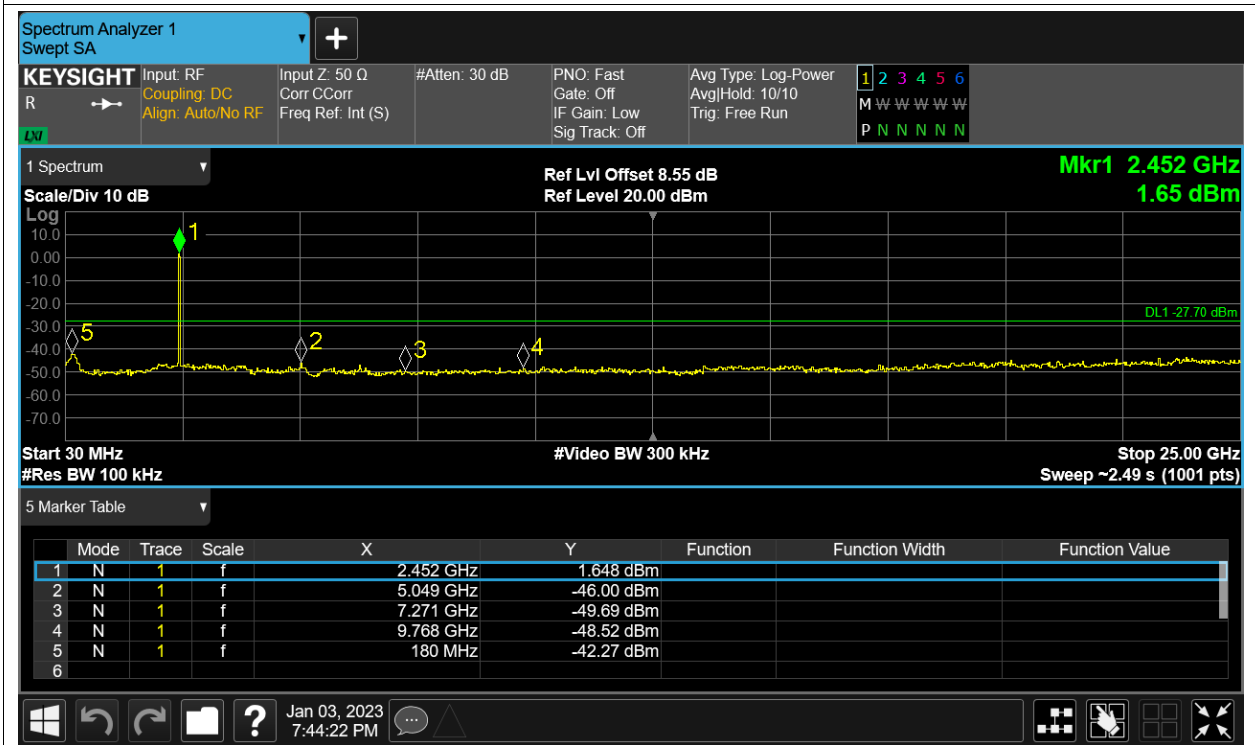 Spectrum Analyzer 1
Swept SA
KEYSIGHT
R
LXI
Input: RF
Coupling: DC
Align: Auto/No RF
Input Z: 50 Ω
Corr CCorr
Freq Ref: Int (S)
#Atten: 30 dB
PNO: Fast
Gate: Off
IF Gain: Low
Sig Track: Off
Avg Type: Log-Power
Avg|Hold: 10/10
Trig: Free Run
1 2 3 4 5 6
M W W W W W
P N N N N N
1 Spectrum
Scale/Div 10 dB
Ref Lvl Offset 8.55 dB
Ref Level 20.00 dBm
Mkr1 2.452 GHz
1.65 dBm
Log
10.0
0.00
-10.0
-20.0
-30.0
-40.0
-50.0
-60.0
-70.0
1
5
2
3
4
DL1 -27.70 dBm
Start 30 MHz
#Res BW 100 kHz
#Video BW 300 kHz
Stop 25.00 GHz
Sweep ~2.49 s (1001 pts)
5 Marker Table
Mode Trace Scale X Y Function Function Width Function Value
1 N 1 f 2.452 GHz 1.648 dBm
2 N 1 f 5.049 GHz -46.00 dBm
3 N 1 f 7.271 GHz -49.69 dBm
4 N 1 f 9.768 GHz -48.52 dBm
5 N 1 f 180 MHz -42.27 dBm
6
?
Jan 03, 2023
7:44:22 PM